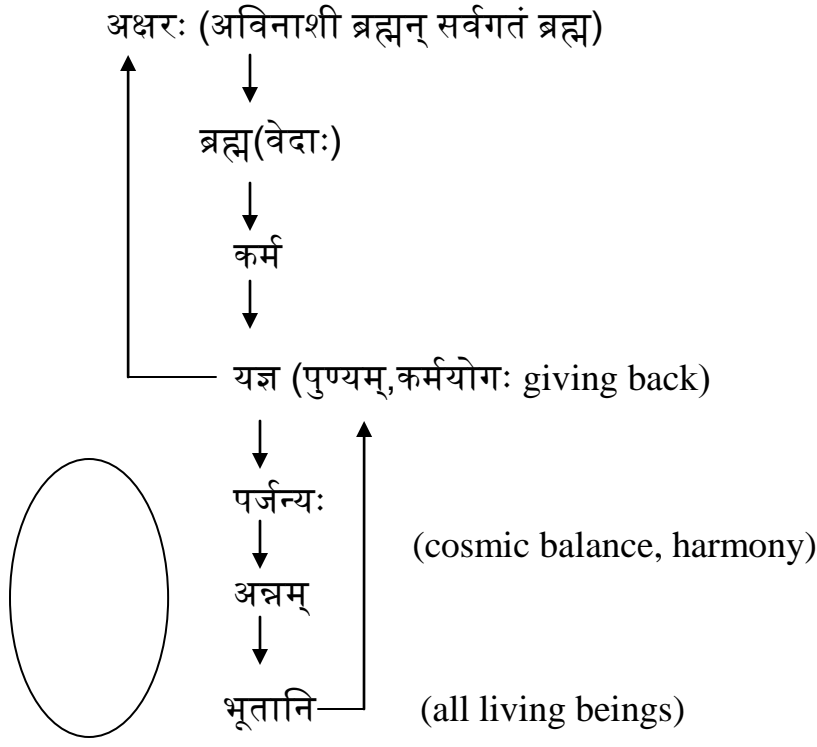 अक्षरः (अविनाशी ब्रह्मन् सर्वगतं ब्रह्म)
ब्रह्म(वेदाः)
कर्म
यज्ञ (पुण्यम्,कर्मयोगः giving back)
पर्जन्यः
(cosmic balance, harmony)
अन्नम्
भूतानि (all living beings)